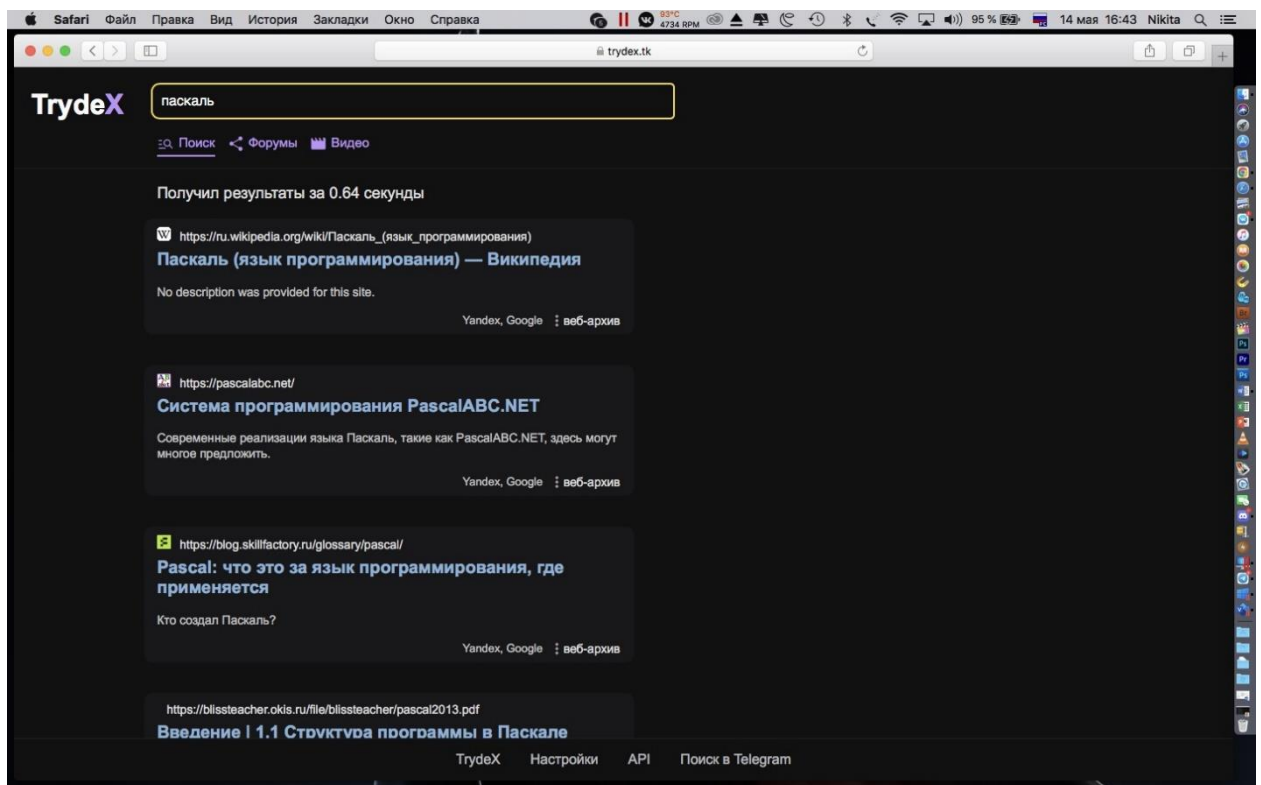 Safari Файл Правка Вид История Закладки Окно Справка 93°C 4734 RPM 95 % 14 мая 16:43 Nikita
trydex.tk
TrydeX
паскаль
Поиск Форумы Видео
Получил результаты за 0.64 секунды
https://ru.wikipedia.org/wiki/Паскаль_(язык_программирования)
Паскаль (язык программирования) — Википедия
No description was provided for this site.
Yandex, Google веб-архив
https://pascalabc.net/
Система программирования PascalABC.NET
Современные реализации языка Паскаль, такие как PascalABC.NET, здесь могут
многое предложить.
Yandex, Google веб-архив
https://blog.skillfactory.ru/glossary/pascal/
Pascal: что это за язык программирования, где
применяется
Кто создал Паскаль?
Yandex, Google веб-архив
https://blissteacher.okis.ru/file/blissteacher/pascal2013.pdf
Введение | 1.1 Структура программы в Паскале
TrydeX Настройки API Поиск в Telegram